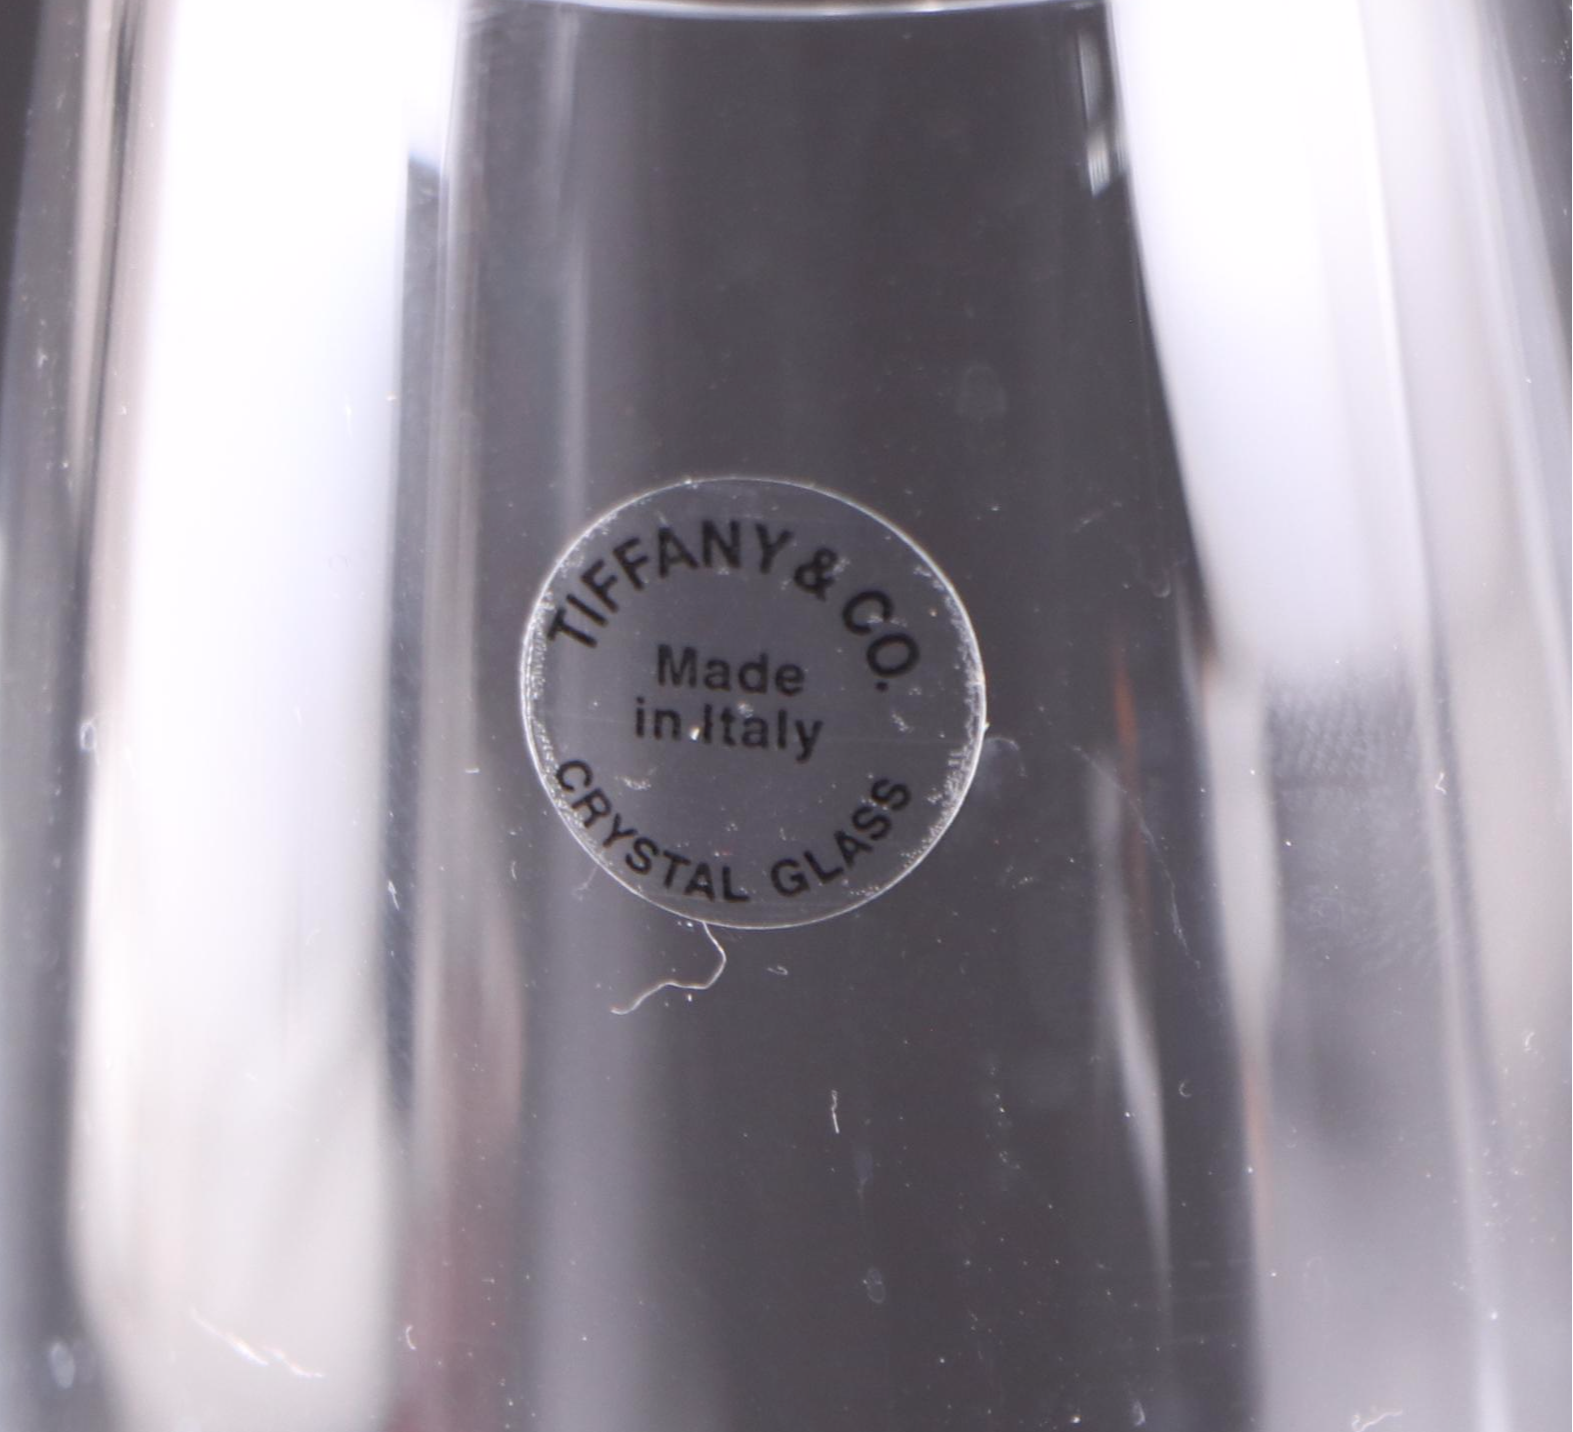 TIFFANY & CO.
Made
in Italy
CRYSTAL GLASS